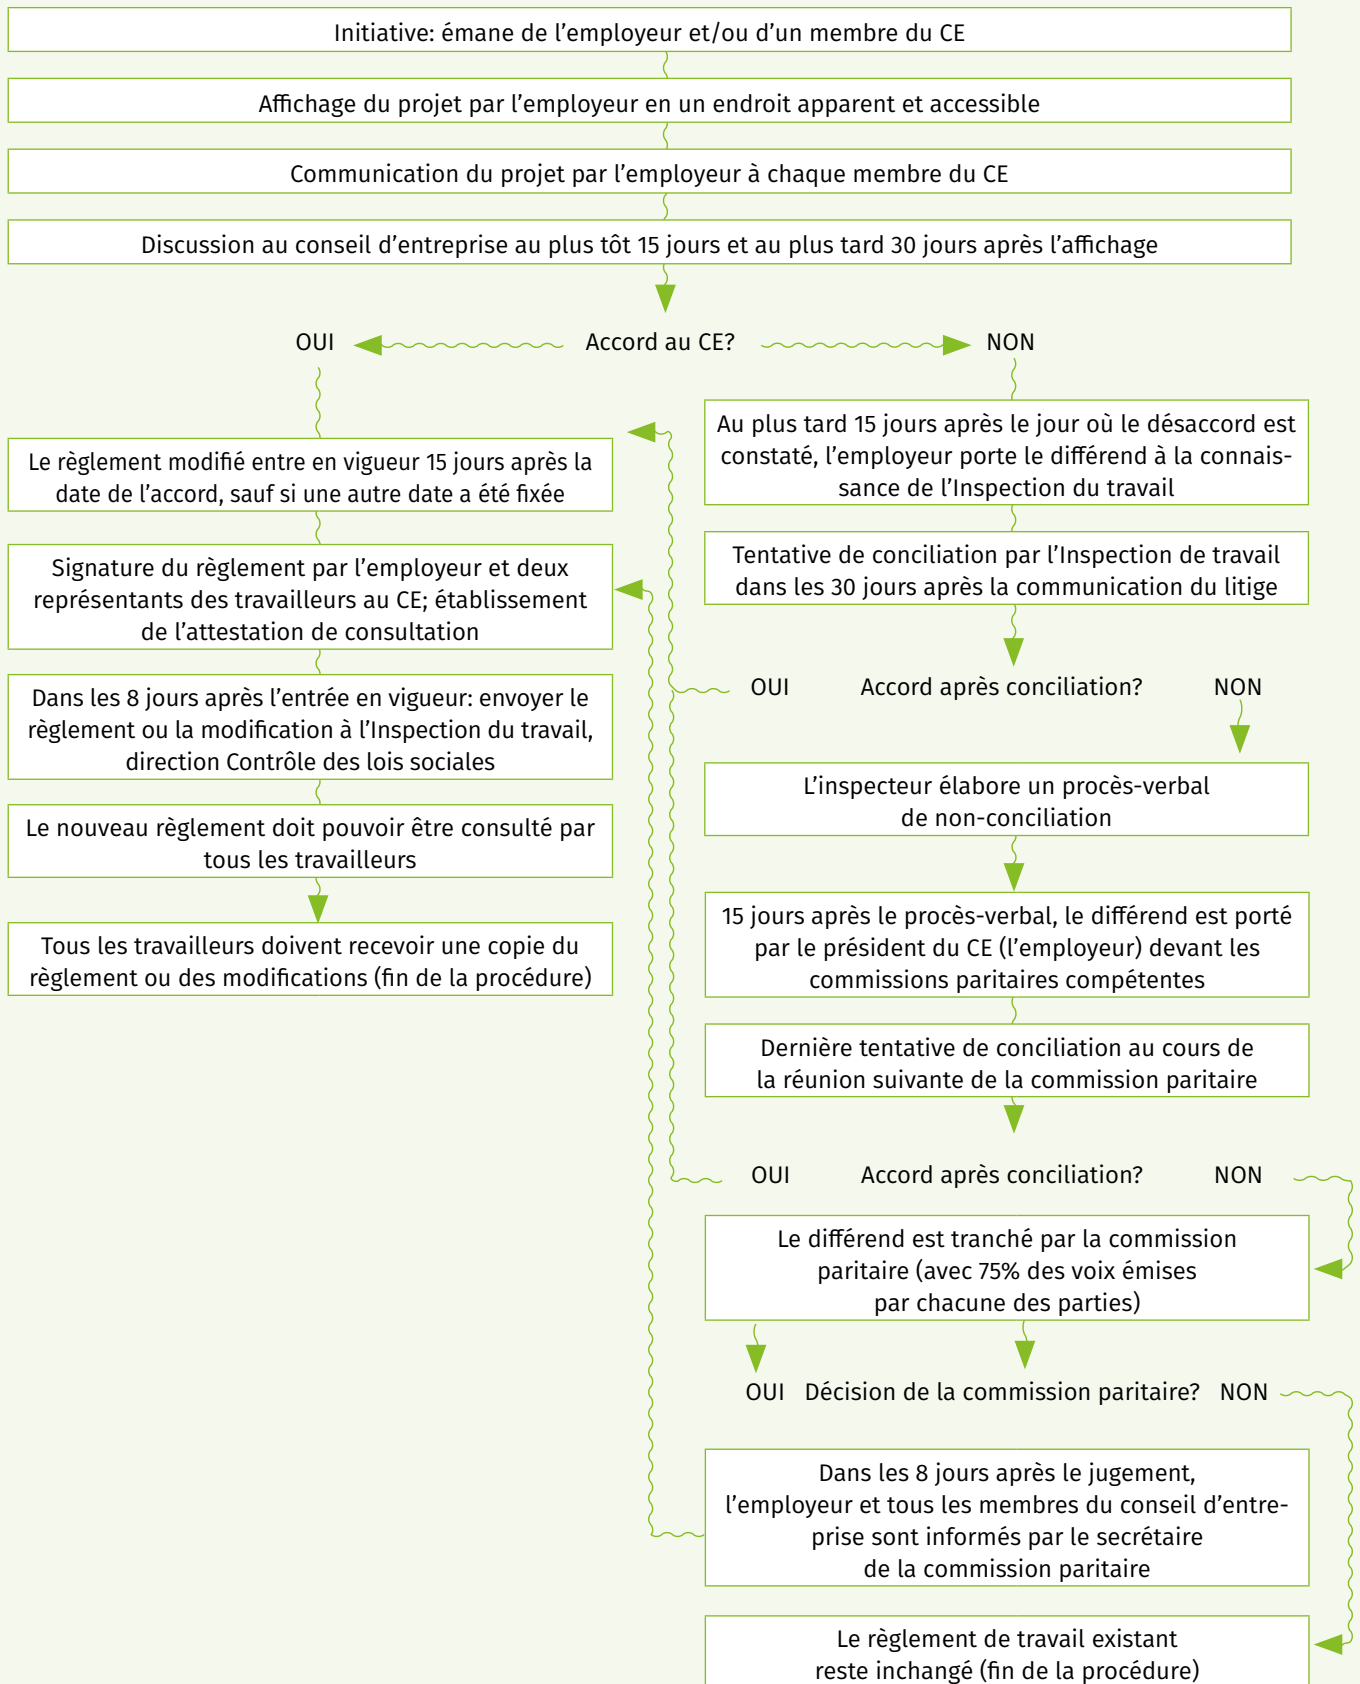 Initiative: émane de l’employeur et/ou d’un membre du CE
Affichage du projet par l’employeur en un endroit apparent et accessible
Communication du projet par l’employeur à chaque membre du CE
Discussion au conseil d’entreprise au plus tôt 15 jours et au plus tard 30 jours après l’affichage
OUI
Accord au CE?
NON
Le règlement modifié entre en vigueur 15 jours après la
date de l’accord, sauf si une autre date a été fixée
Signature du règlement par l’employeur et deux
représentants des travailleurs au CE; établissement
de l’attestation de consultation
Dans les 8 jours après l’entrée en vigueur: envoyer le
règlement ou la modification à l’Inspection du travail,
direction Contrôle des lois sociales
Le nouveau règlement doit pouvoir être consulté par
tous les travailleurs
Tous les travailleurs doivent recevoir une copie du
règlement ou des modifications (fin de la procédure)
Au plus tard 15 jours après le jour où le désaccord est
constaté, l’employeur porte le différend à la connais-
sance de l’Inspection du travail
Tentative de conciliation par l’Inspection de travail
dans les 30 jours après la communication du litige
OUI
Accord après conciliation?
NON
L’inspecteur élabore un procès-verbal
de non-conciliation
15 jours après le procès-verbal, le différend est porté
par le président du CE (l’employeur) devant les
commissions paritaires compétentes
Dernière tentative de conciliation au cours de
la réunion suivante de la commission paritaire
OUI
Accord après conciliation?
NON
Le différend est tranché par la commission
paritaire (avec 75% des voix émises
par chacune des parties)
OUI
Décision de la commission paritaire?
NON
Dans les 8 jours après le jugement,
l’employeur et tous les membres du conseil d’entre-
prise sont informés par le secrétaire
de la commission paritaire
Le règlement de travail existant
reste inchangé (fin de la procédure)